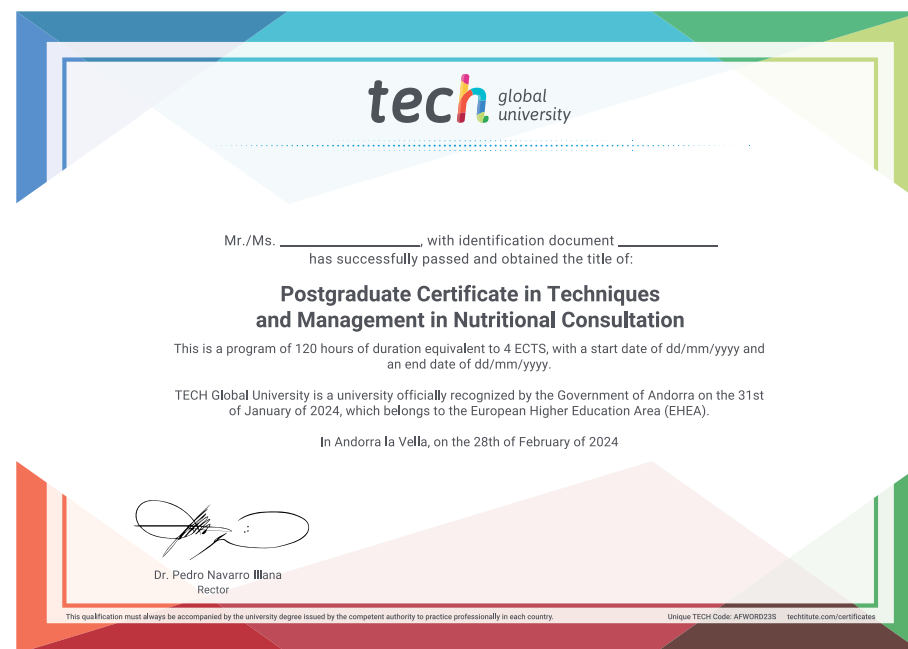 tech global university
Mr./Ms. ____________________, with identification document ______________
has successfully passed and obtained the title of:
Postgraduate Certificate in Techniques
and Management in Nutritional Consultation
This is a program of 120 hours of duration equivalent to 4 ECTS, with a start date of dd/mm/yyyy and
an end date of dd/mm/yyyy.
TECH Global University is a university officially recognized by the Government of Andorra on the 31st
of January of 2024, which belongs to the European Higher Education Area (EHEA).
In Andorra la Vella, on the 28th of February of 2024
Dr. Pedro Navarro Illana
Rector
This qualification must always be accompanied by the university degree issued by the competent authority to practice professionally in each country.
Unique TECH Code: AFWORD23S techtitute.com/certificates